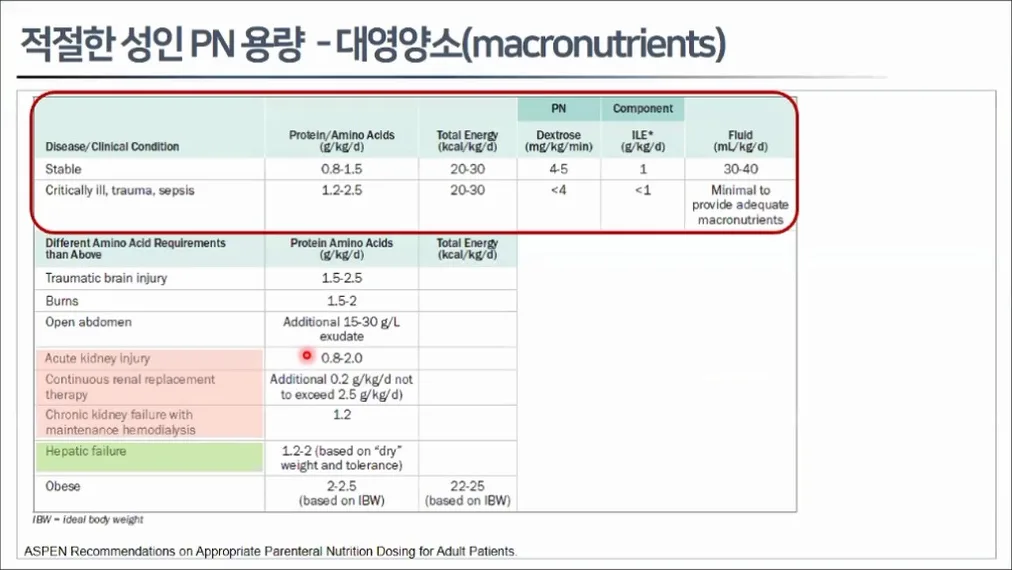 적절한 성인 PN 용량 - 대영양소(macronutrients)
PN Component
Disease/Clinical Condition Protein/Amino Acids (g/kg/d) Total Energy (kcal/kg/d) Dextrose (mg/kg/min) ILE* (g/kg/d) Fluid (mL/kg/d)
Stable 0.8-1.5 20-30 4-5 1 30-40
Critically ill, trauma, sepsis 1.2-2.5 20-30 <4 <1 Minimal to
provide adequate
macronutrients
Different Amino Acid Requirements than Above Protein Amino Acids (g/kg/d) Total Energy (kcal/kg/d)
Traumatic brain injury 1.5-2.5
Burns 1.5-2
Open abdomen Additional 15-30 g/L
exudate
Acute kidney injury 0.8-2.0
Continuous renal replacement therapy Additional 0.2 g/kg/d not to exceed 2.5 g/kg/d)
Chronic kidney failure with maintenance hemodialysis 1.2
Hepatic failure 1.2-2 (based on "dry"
weight and tolerance)
Obese 2-2.5 (based on IBW) 22-25 (based on IBW)
IBW = ideal body weight
ASPEN Recommendations on Appropriate Parenteral Nutrition Dosing for Adult Patients.